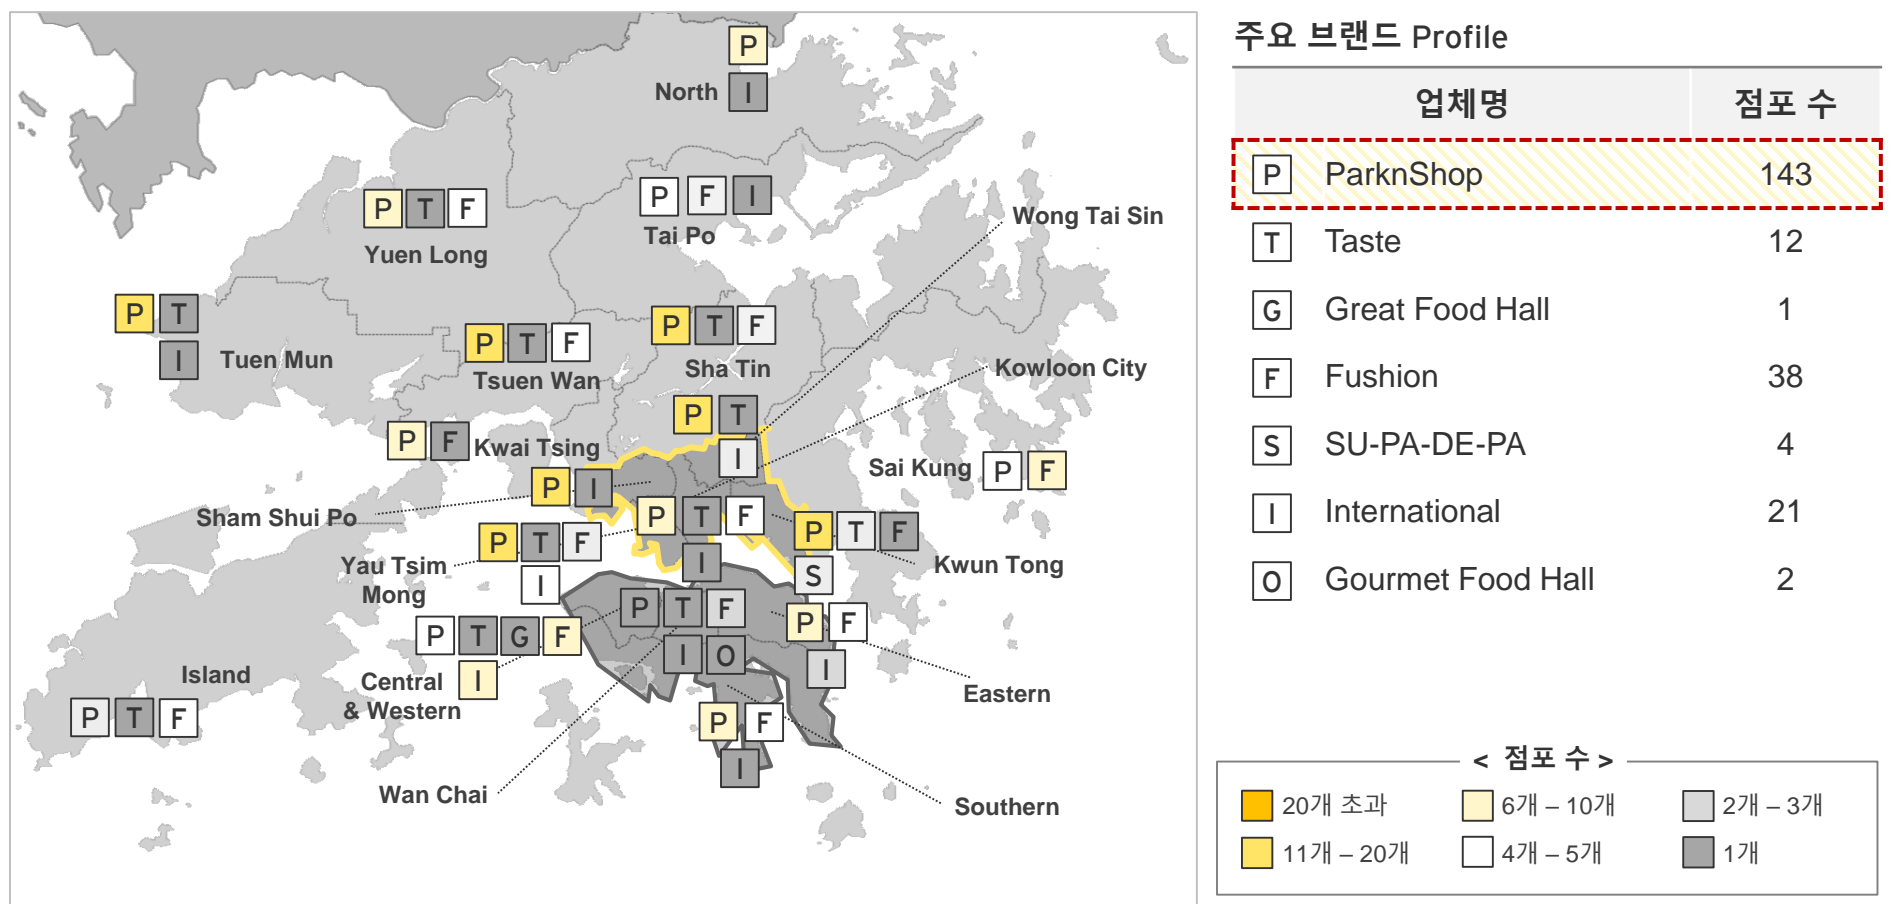 P
North I
P T F
Yuen Long
P F I
Tai Po
Wong Tai Sin
P T
I Tuen Mun
P T F
Tsuen Wan
P T F
Sha Tin
Kowloon City
P T
I
P F Kwai Tsing
Sai Kung P F
P I
Sham Shui Po
P T F
I
P T F
I
Yau Tsim
Mong
P T F
S
Kwun Tong
P T G F
I
Central
& Western
P T F
I O
P F
I
Eastern
Island
P T F
P F
I
Wan Chai
Southern
주요 브랜드 Profile
업체명 점포 수
P ParknShop 143
T Taste 12
G Great Food Hall 1
F Fushion 38
S SU-PA-DE-PA 4
I International 21
O Gourmet Food Hall 2
< 점포 수 >
20개 초과 6개 – 10개 2개 – 3개
11개 – 20개 4개 – 5개 1개